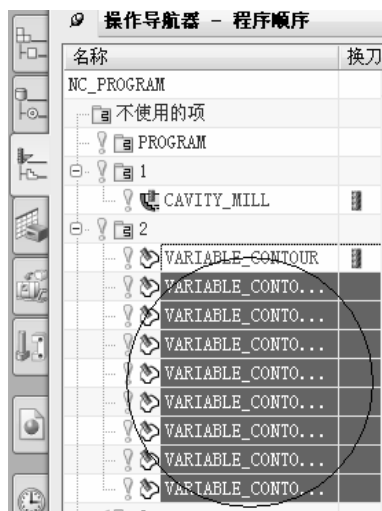 操作导航器 - 程序顺序
名称 换刀
NC_PROGRAM
不使用的项
PROGRAM
1
CAVITY_MILL
2
VARIABLE_CONTOUR
VARIABLE_CONTO...
VARIABLE_CONTO...
VARIABLE_CONTO...
VARIABLE_CONTO...
VARIABLE_CONTO...
VARIABLE_CONTO...
VARIABLE_CONTO...
VARIABLE_CONTO...